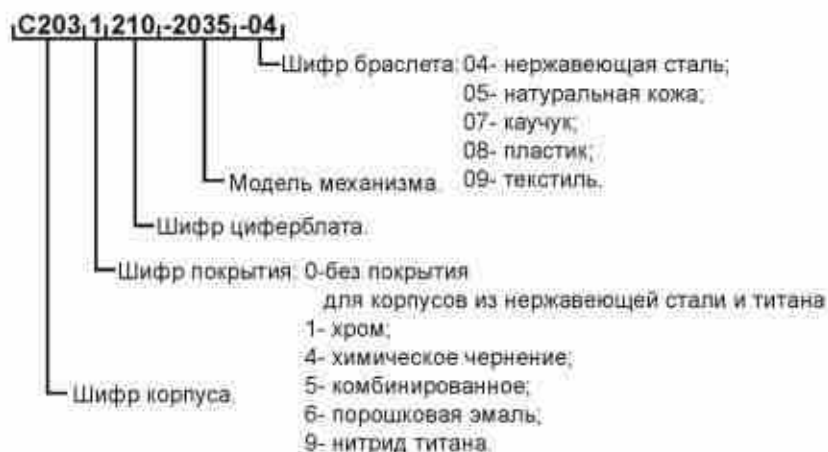 С203 1 210 -2035 -04
Шифр браслета: 04- нержавеющая сталь;
05- натуральная кожа;
07- каучук;
08- пластик;
09- текстиль.
Модель механизма.
Шифр циферблата.
Шифр покрытия: 0-без покрытия
для корпусов из нержавеющей стали и титана
1- хром;
4- химическое чернение;
5- комбинированное;
6- порошковая эмаль;
9- нитрид титана.
Шифр корпуса.